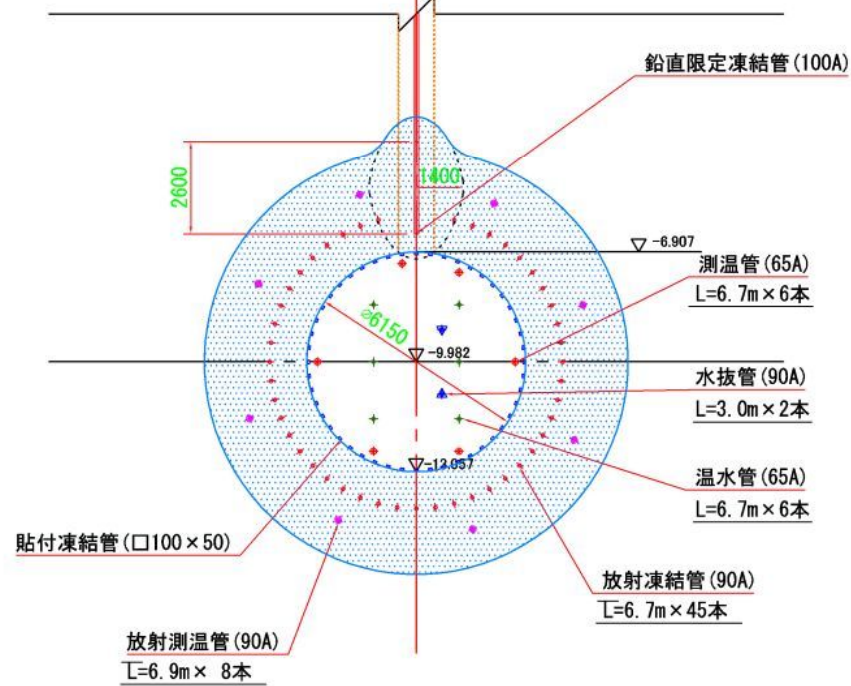 鉛直限定凍結管(100A)
2600
1400
-6.907
測温管(65A)
L=6.7m×6本
⌀6150
-9.982
水抜管(90A)
L=3.0m×2本
-13.057
温水管(65A)
L=6.7m×6本
貼付凍結管(□100×50)
放射凍結管(90A)
L=6.7m×45本
放射測温管(90A)
L=6.9m× 8本